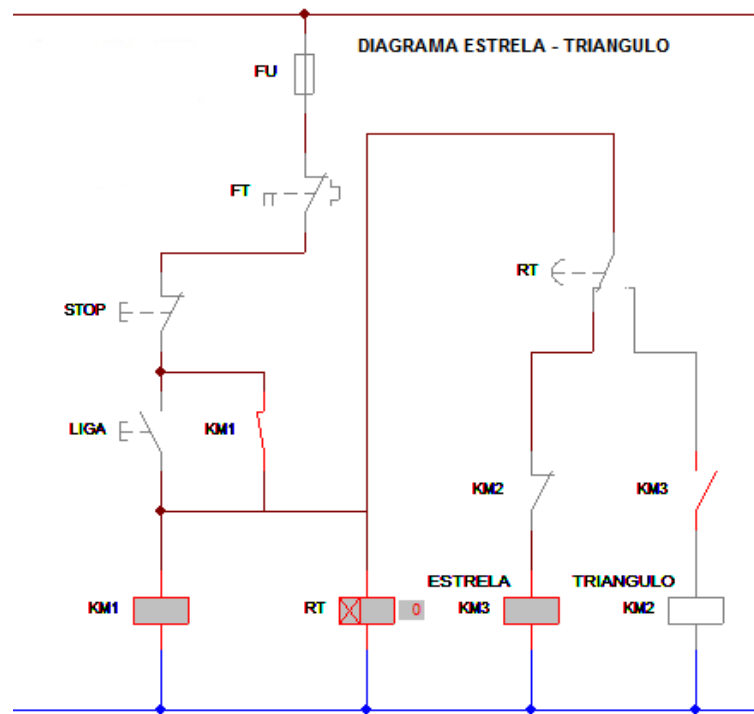 DIAGRAMA ESTRELA - TRIANGULO
FU
FT
RT
STOP
LIGA
KM1
KM2
KM3
ESTRELA
TRIANGULO
KM1
RT
0
KM3
KM2